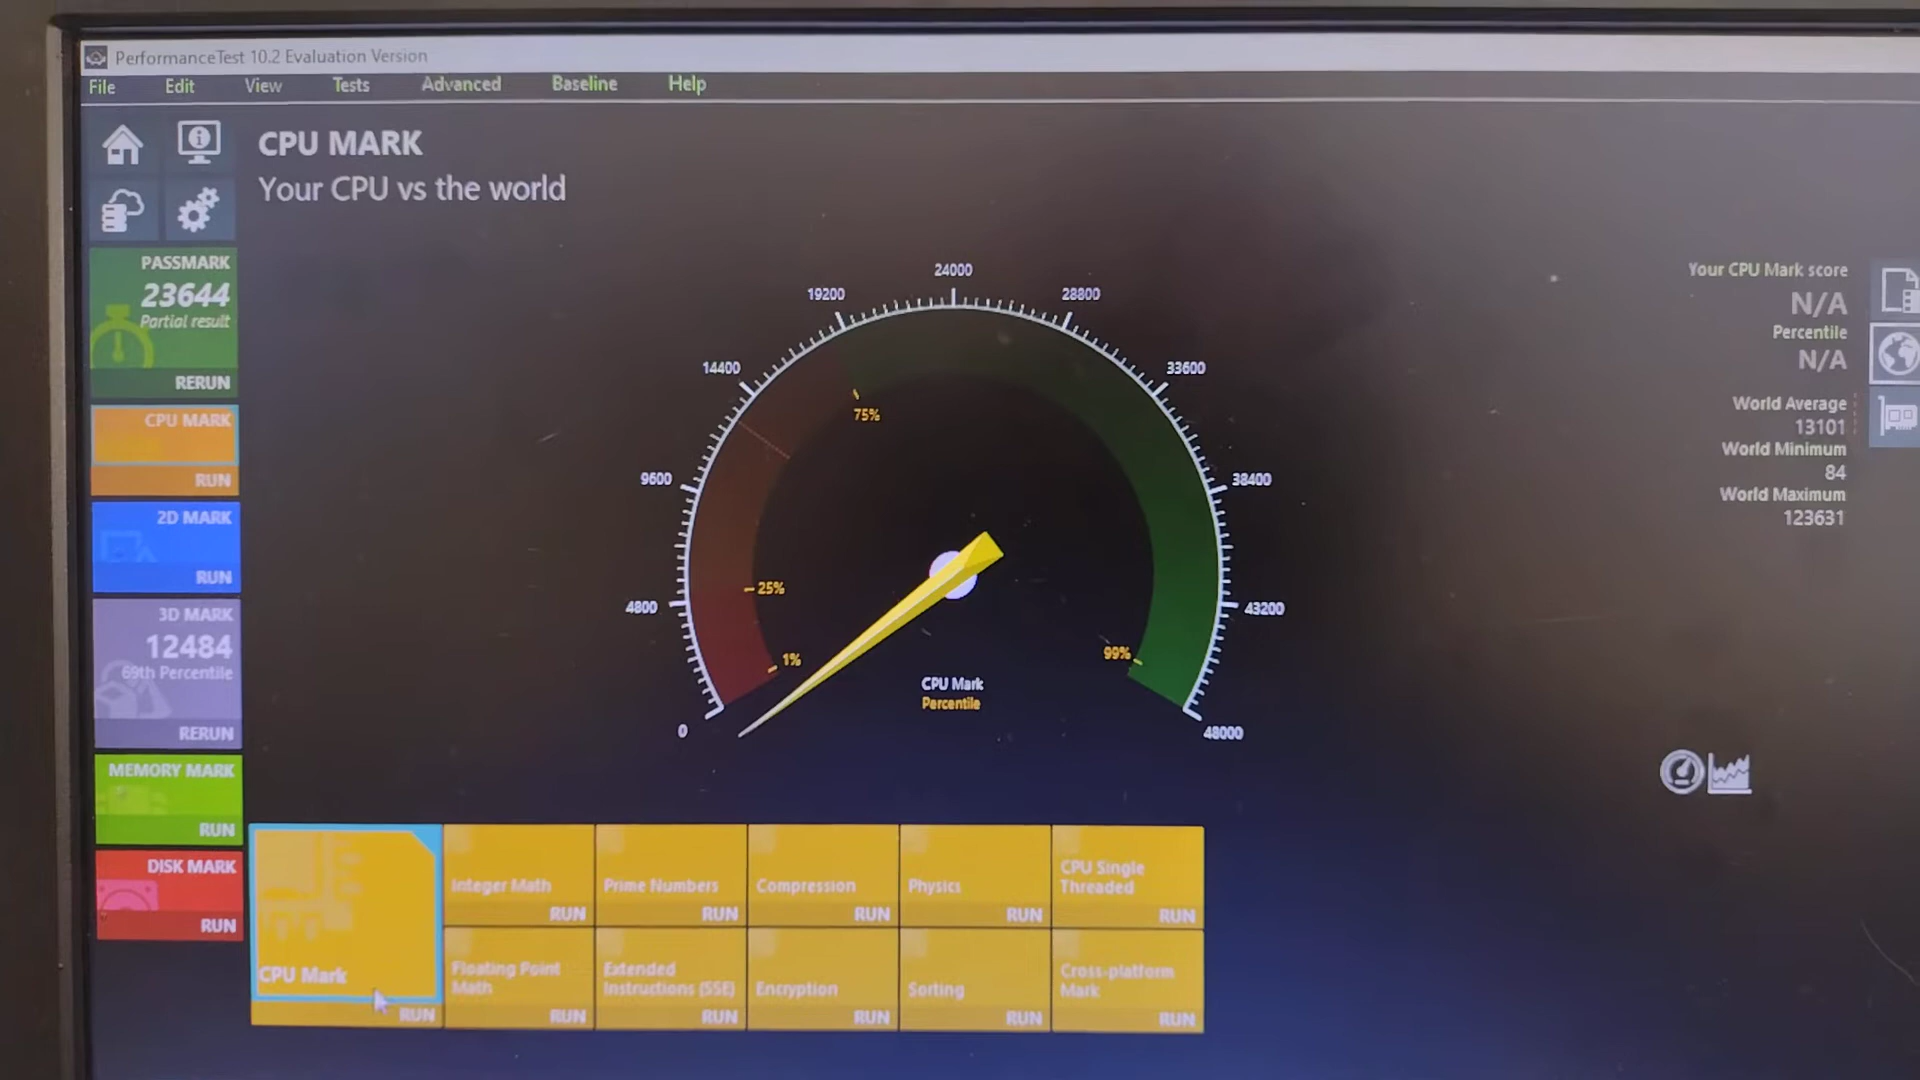 PerformanceTest 10.2 Evaluation Version
File Edit View Tests Advanced Baseline Help
CPU MARK
Your CPU vs the world
PASSMARK
23644
Partial result
RERUN
CPU MARK
RUN
2D MARK
RUN
3D MARK
12484
69th Percentile
RERUN
MEMORY MARK
RUN
DISK MARK
RUN
0
4800
9600
14400
19200
24000
28800
33600
38400
43200
48000
1%
25%
75%
99%
CPU Mark
Percentile
Your CPU Mark score
N/A
Percentile
N/A
World Average
13101
World Minimum
84
World Maximum
123631
CPU Mark
RUN
Integer Math
RUN
Prime Numbers
RUN
Compression
RUN
Physics
RUN
CPU Single
Threaded
RUN
Floating Point
Math
RUN
Extended
Instructions (SSE)
RUN
Encryption
RUN
Sorting
RUN
Cross-platform
Mark
RUN